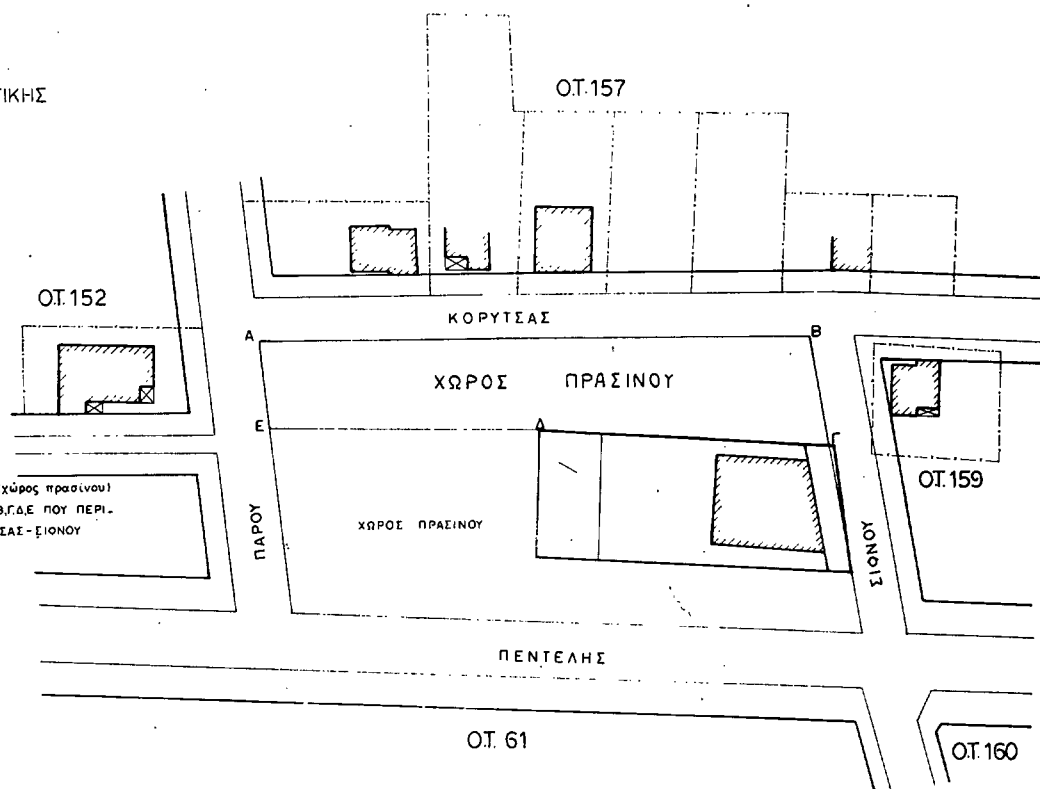 ΤΙΚΗΣ
Ο.Τ. 157
Ο.Τ. 152
ΚΟΡΥΤΣΑΣ
Α
Β
ΧΩΡΟΣ ΠΡΑΣΙΝΟΥ
Ε
Δ
Γ
Ο.Τ. 159
χώρος πρασίνου)
Β,Γ,Δ,Ε ΠΟΥ ΠΕΡΙ-
ΣΑΣ-ΣΙΟΝΟΥ
ΠΑΡΟΥ
ΧΩΡΟΣ ΠΡΑΣΙΝΟΥ
ΣΙΦΝΟΥ
ΠΕΝΤΕΛΗΣ
Ο.Τ. 61
Ο.Τ. 160